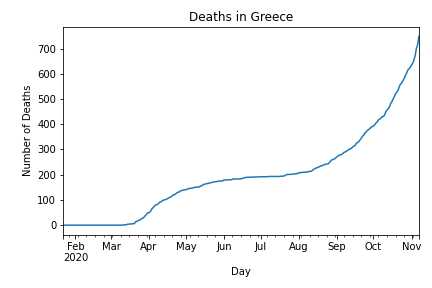 Deaths in Greece
Number of Deaths
700
600
500
400
300
200
100
0
Feb Mar Apr May Jun Jul Aug Sep Oct Nov
2020
Day